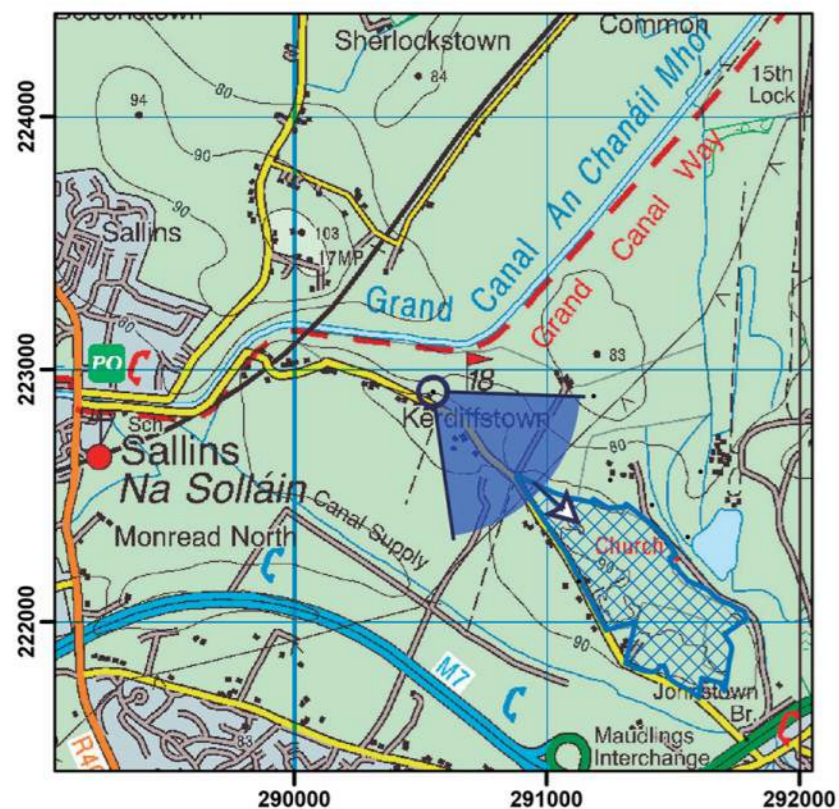 Sherlockstown
Common
15th
Lock
224000
94
80
84
90
90
Sallins
103
17MP
Grand Canal An Chanáil Mhór
Grand Canal Way
80
223000
PO
18
83
Kerdiffstown
80
Sch
Sallins
Na Solláin
Canal Supply
Monread North
Church
90
222000
90
M7
Johnstown
Br.
83
Maudlings
Interchange
290000
291000
292000